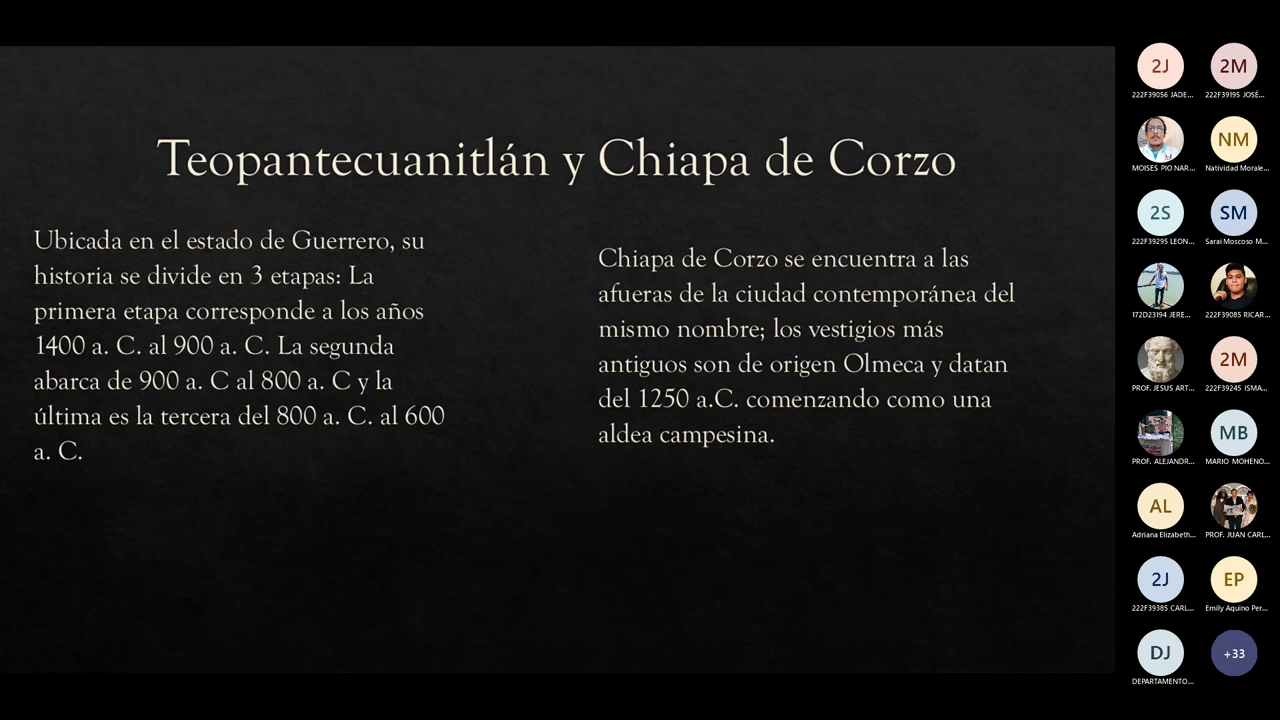 Teopantecuanitlán y Chiapa de Corzo
Ubicada en el estado de Guerrero, su
historia se divide en 3 etapas: La
primera etapa corresponde a los años
1400 a. C. al 900 a. C. La segunda
abarca de 900 a. C al 800 a. C y la
última es la tercera del 800 a. C. al 600
a. C.
Chiapa de Corzo se encuentra a las
afueras de la ciudad contemporánea del
mismo nombre; los vestigios más
antiguos son de origen Olmeca y datan
del 1250 a.C. comenzando como una
aldea campesina.
2J
2M
222F39056 JADE...
222F39195 JOSÉ...
NM
MOISES PIO NAR...
Natividad Morale...
2S
SM
222F39295 LEON...
Sarai Moscoso M...
172D23194 JERE...
222F39085 RICAR...
2M
PROF. JESUS ART...
222F39245 ISMA...
MB
PROF. ALEJANDR...
MARIO MOHENO...
AL
Adriana Elizabeth...
PROF. JUAN CARL...
2J
EP
222F39385 CARL...
Emily Aquino Per...
DJ
+33
DEPARTAMENTO...